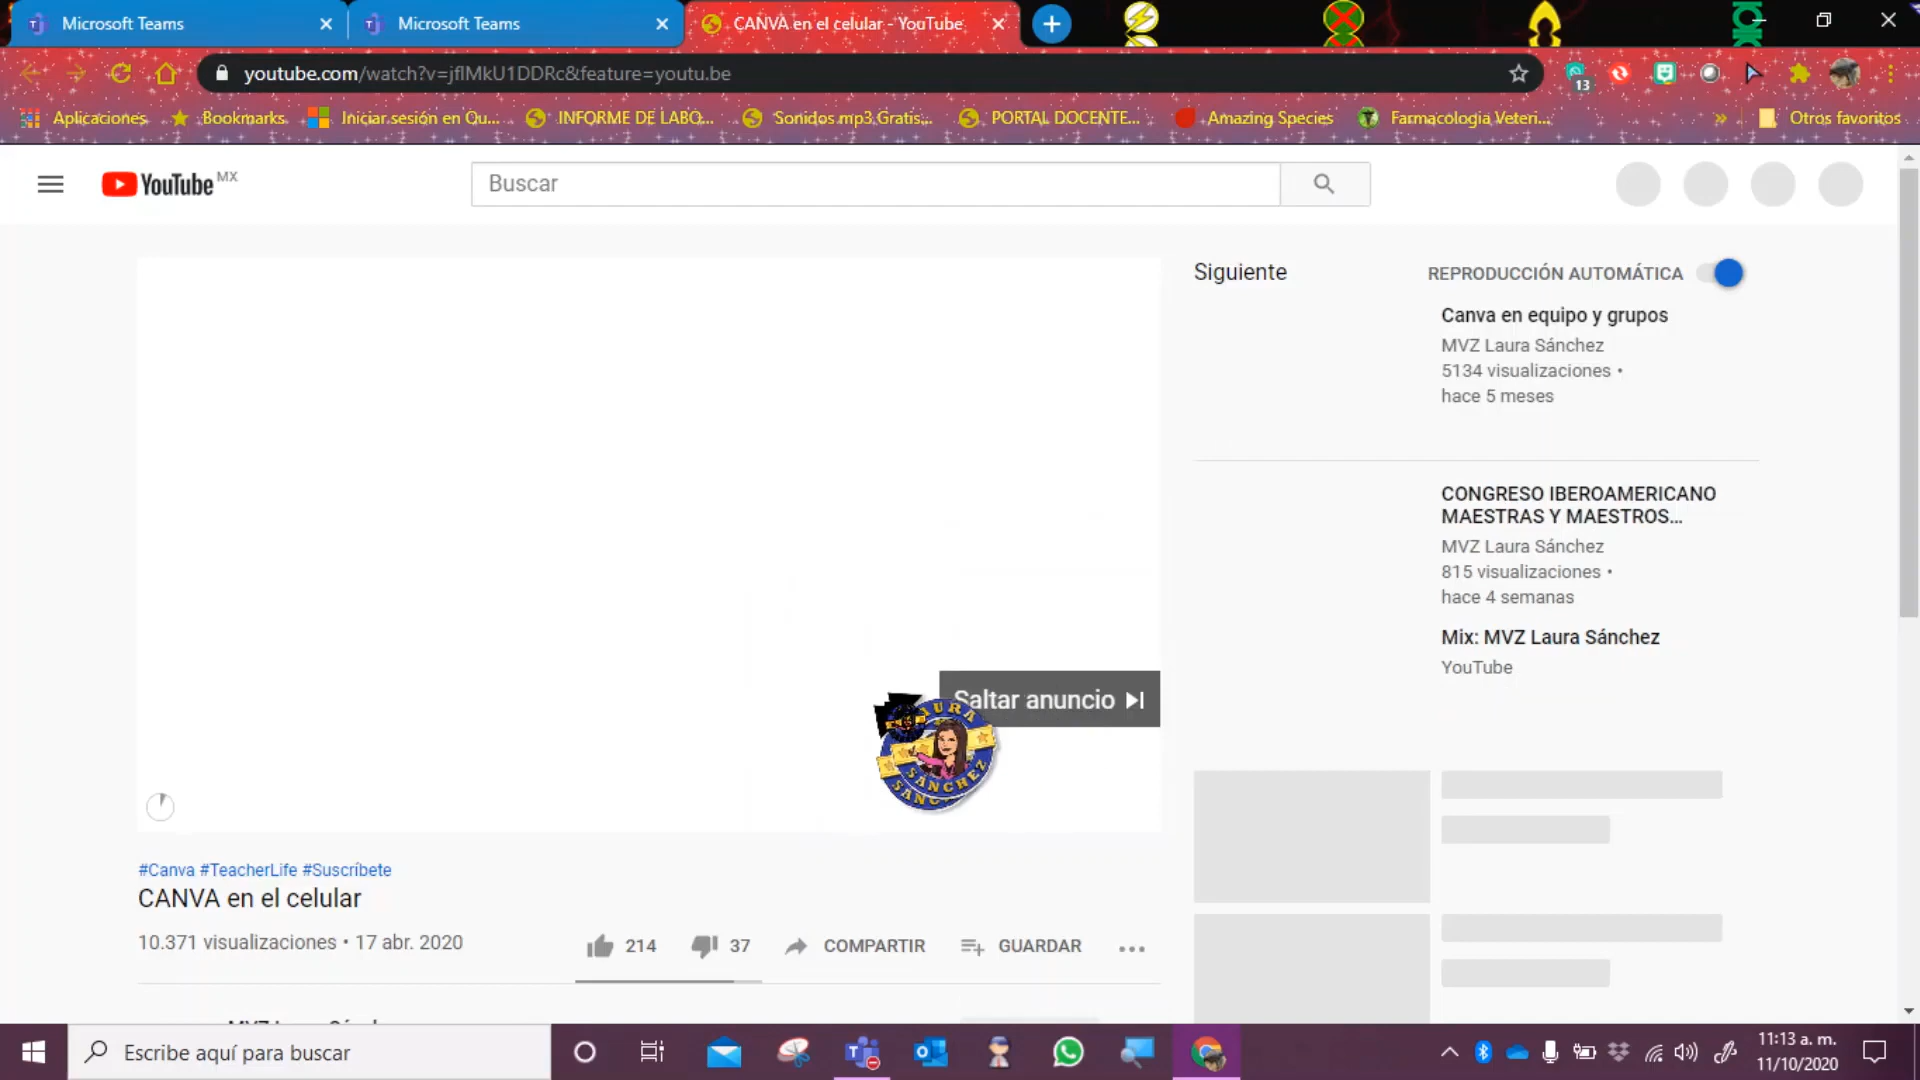 Microsoft Teams
Microsoft Teams
CANVA en el celular - YouTube
youtube.com/watch?v=jflMkU1DDRc&feature=youtu.be
13
Aplicaciones
Bookmarks
Iniciar sesión en Qu...
INFORME DE LABO...
Sonidos mp3 Gratis...
PORTAL DOCENTE...
Amazing Species
Farmacologia Veteri...
»
Otros favoritos
YouTube MX
Buscar
Siguiente
REPRODUCCIÓN AUTOMÁTICA
Canva en equipo y grupos
MVZ Laura Sánchez
5134 visualizaciones •
hace 5 meses
CONGRESO IBEROAMERICANO
MAESTRAS Y MAESTROS...
MVZ Laura Sánchez
815 visualizaciones •
hace 4 semanas
Mix: MVZ Laura Sánchez
YouTube
Saltar anuncio
LAURA
SANCHEZ
#Canva #TeacherLife #Suscríbete
CANVA en el celular
10.371 visualizaciones • 17 abr. 2020
214
37
COMPARTIR
GUARDAR
Escribe aquí para buscar
11:13 a. m.
11/10/2020